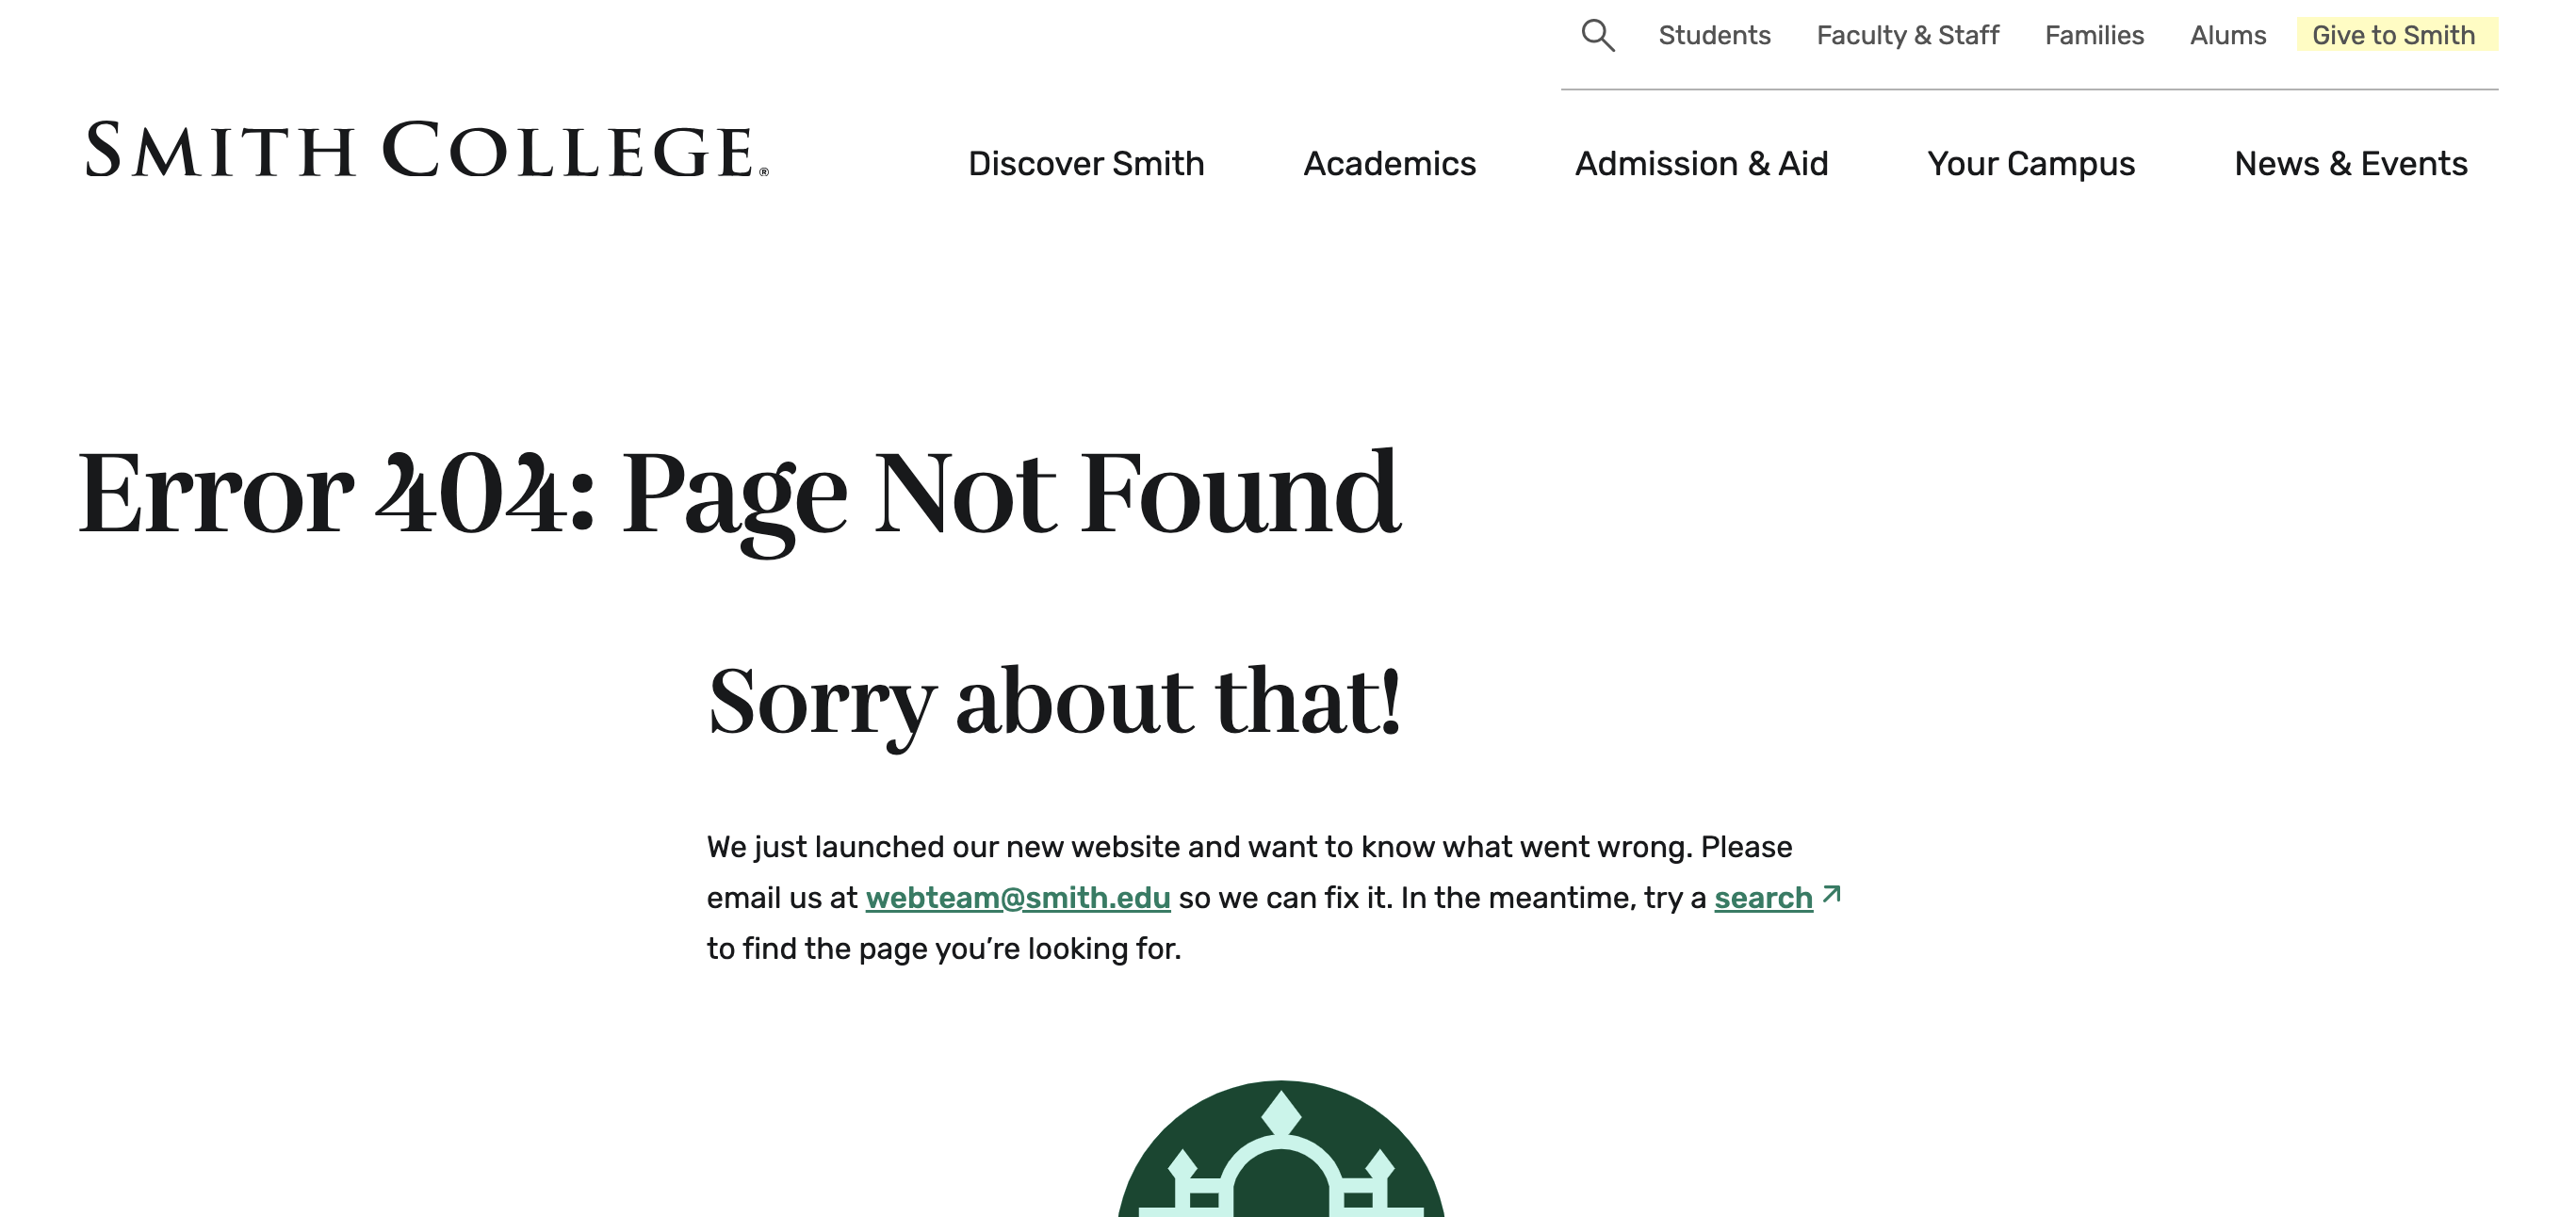 Students Faculty & Staff Families Alums Give to Smith
SMITH COLLEGE®
Discover Smith Academics Admission & Aid Your Campus News & Events
Error 404: Page Not Found
Sorry about that!
We just launched our new website and want to know what went wrong. Please
email us at webteam@smith.edu so we can fix it. In the meantime, try a search
to find the page you’re looking for.